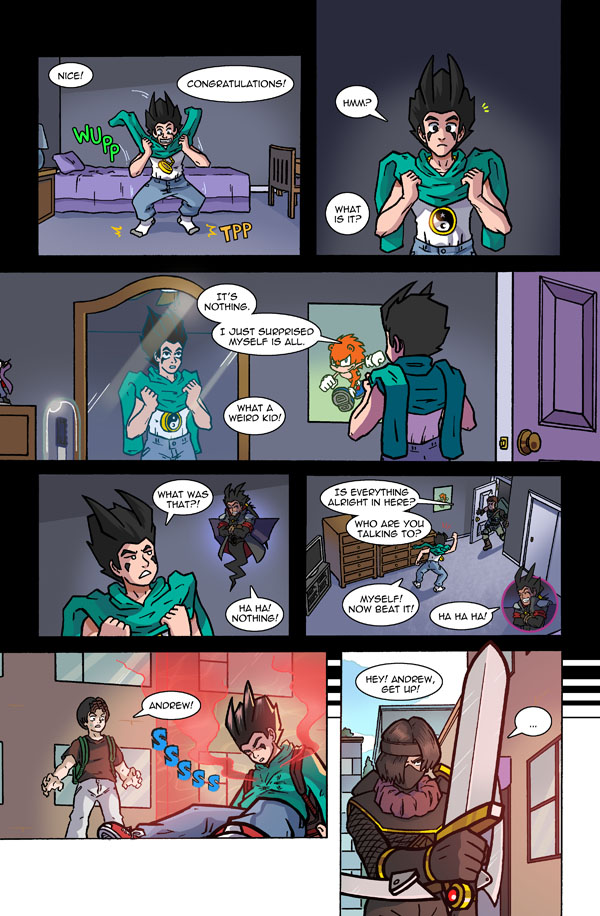 NICE!
CONGRATULATIONS!
WUPP
TPP
HMM?
WHAT
IS IT?
IT'S
NOTHING.
I JUST SURPRISED
MYSELF IS ALL.
WHAT A
WEIRD KID!
WHAT WAS
THAT?!
HA HA!
NOTHING!
IS EVERYTHING
ALRIGHT IN HERE?
WHO ARE YOU
TALKING TO?
MYSELF!
NOW BEAT IT!
HA HA HA!
ANDREW!
SSSSS
HEY! ANDREW,
GET UP!
...